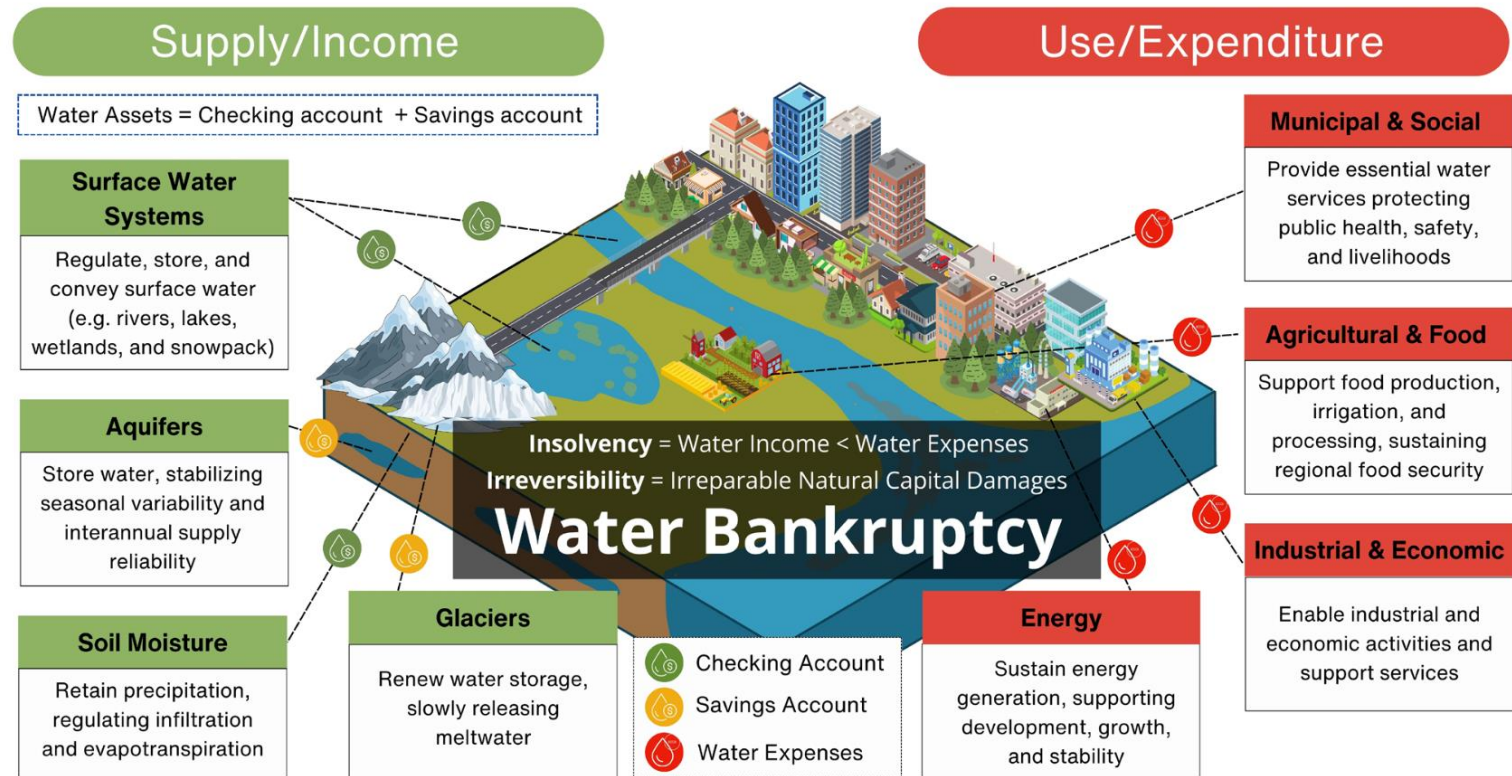 Supply/Income
Use/Expenditure
Water Assets = Checking account + Savings account
Surface Water
Systems
Regulate, store, and
convey surface water
(e.g. rivers, lakes,
wetlands, and snowpack)
Aquifers
Store water, stabilizing
seasonal variability and
interannual supply
reliability
Soil Moisture
Retain precipitation,
regulating infiltration
and evapotranspiration
Glaciers
Renew water storage,
slowly releasing
meltwater
Insolvency = Water Income < Water Expenses
Irreversibility = Irreparable Natural Capital Damages
Water Bankruptcy
Checking Account
Savings Account
Water Expenses
Municipal & Social
Provide essential water
services protecting
public health, safety,
and livelihoods
Agricultural & Food
Support food production,
irrigation, and
processing, sustaining
regional food security
Industrial & Economic
Enable industrial and
economic activities and
support services
Energy
Sustain energy
generation, supporting
development, growth,
and stability